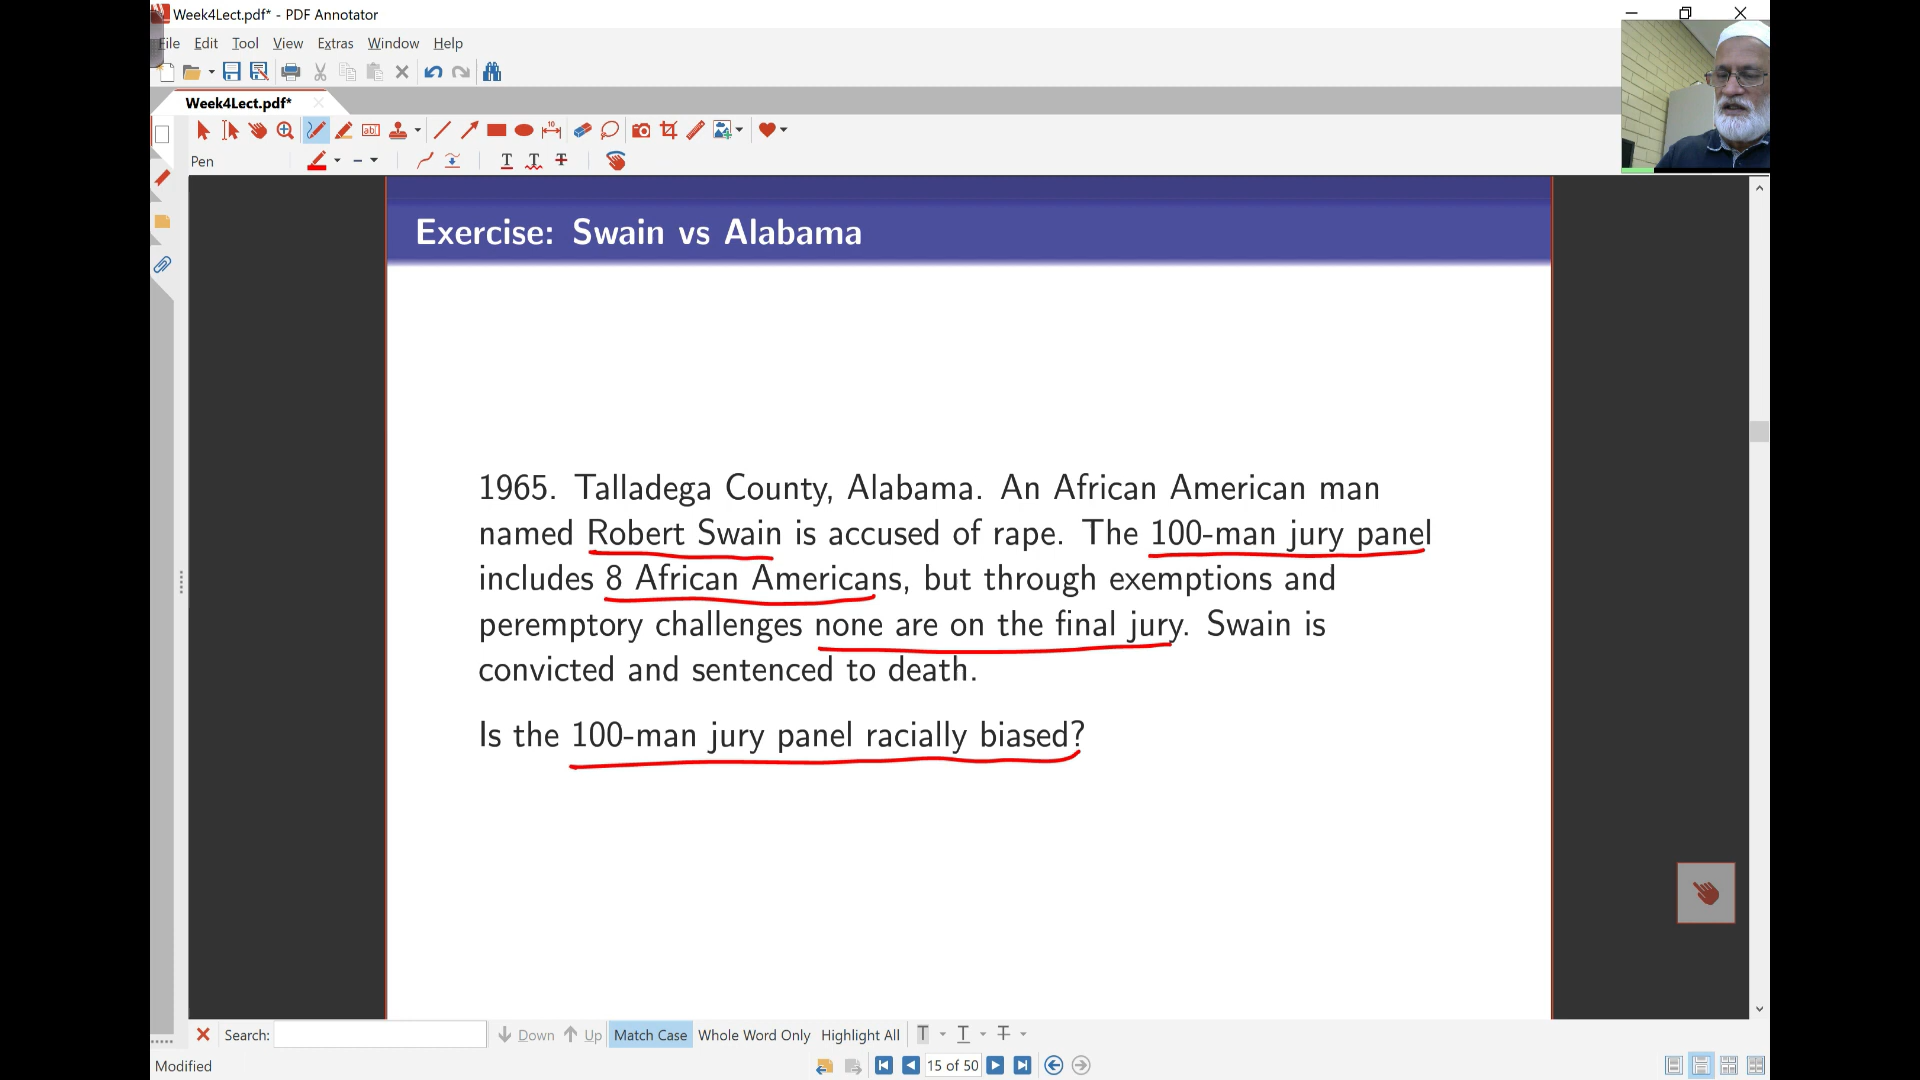 Week4Lect.pdf* - PDF Annotator
File Edit Tool View Extras Window Help
Week4Lect.pdf*
Pen
Exercise: Swain vs Alabama
1965. Talladega County, Alabama. An African American man
named Robert Swain is accused of rape. The 100-man jury panel
includes 8 African Americans, but through exemptions and
peremptory challenges none are on the final jury. Swain is
convicted and sentenced to death.
Is the 100-man jury panel racially biased?
Search: Down Up Match Case Whole Word Only Highlight All
Modified 15 of 50